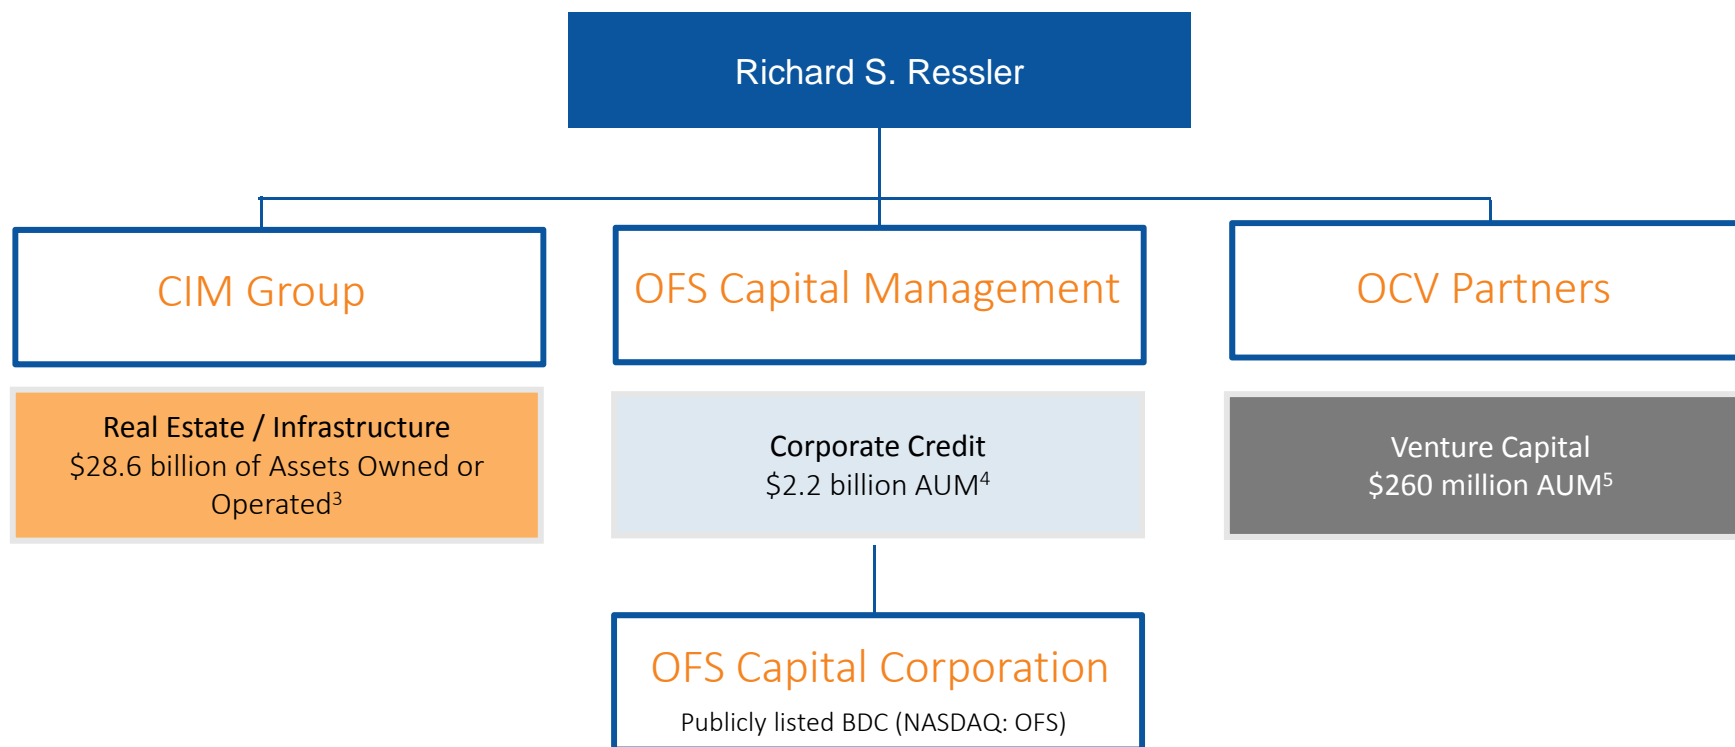 Richard S. Ressler
CIM Group
OFS Capital Management
OCV Partners
Real Estate / Infrastructure
$28.6 billion of Assets Owned or
Operated³
Corporate Credit
$2.2 billion AUM⁴
Venture Capital
$260 million AUM⁵
OFS Capital Corporation
Publicly listed BDC (NASDAQ: OFS)